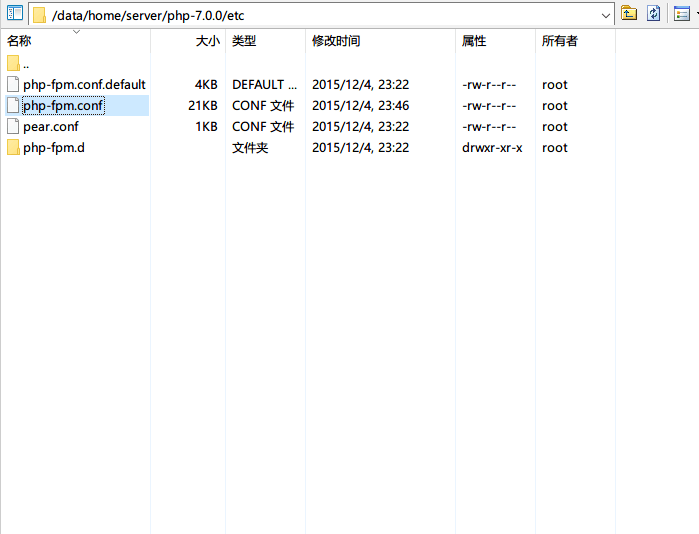 /data/home/server/php-7.0.0/etc
名称 大小 类型 修改时间 属性 所有者
..
php-fpm.conf.default 4KB DEFAULT ... 2015/12/4, 23:22 -rw-r--r-- root
php-fpm.conf 21KB CONF 文件 2015/12/4, 23:46 -rw-r--r-- root
pear.conf 1KB CONF 文件 2015/12/4, 23:22 -rw-r--r-- root
php-fpm.d 文件夹 2015/12/4, 23:22 drwxr-xr-x root